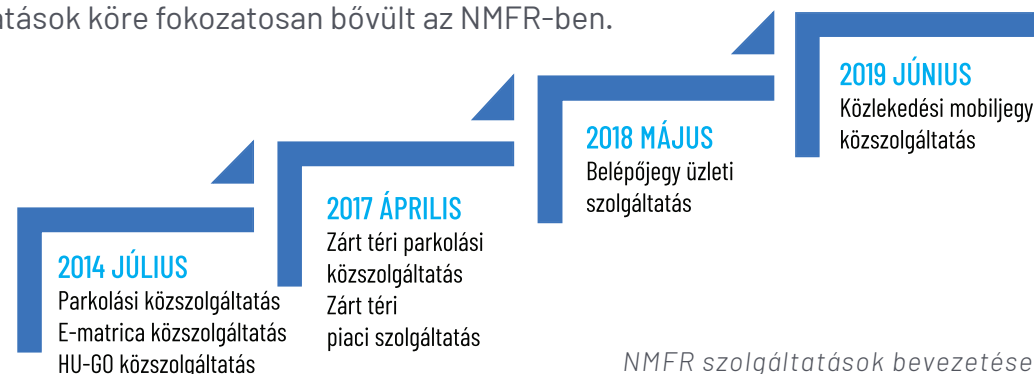 atások köre fokozatosan bővült az NMFR-ben.
2014 JÚLIUS
Parkolási közszolgáltatás
E-matrica közszolgáltatás
HU-GO közszolgáltatás
2017 ÁPRILIS
Zárt téri parkolási
közszolgáltatás
Zárt téri
piaci szolgáltatás
2018 MÁJUS
Belépőjegy üzleti
szolgáltatás
2019 JÚNIUS
Közlekedési mobiljegy
közszolgáltatás
NMFR szolgáltatások bevezetése